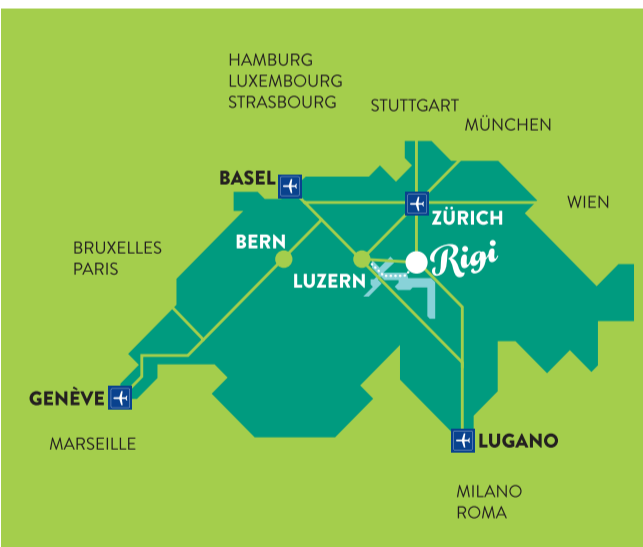 HAMBURG
LUXEMBOURG
STRASBOURG
STUTTGART
MÜNCHEN
BASEL
WIEN
ZÜRICH
BRUXELLES
PARIS
BERN
LUZERN
Rigi
GENÈVE
MARSEILLE
LUGANO
MILANO
ROMA